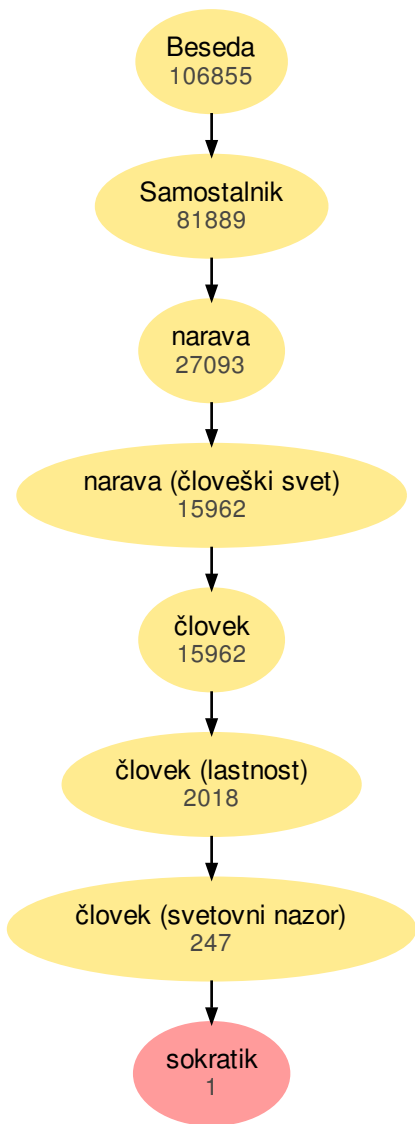 Beseda
106855
Samostalnik
81889
narava
27093
narava (človeški svet)
15962
človek
15962
človek (lastnost)
2018
človek (svetovni nazor)
247
sokratik
1